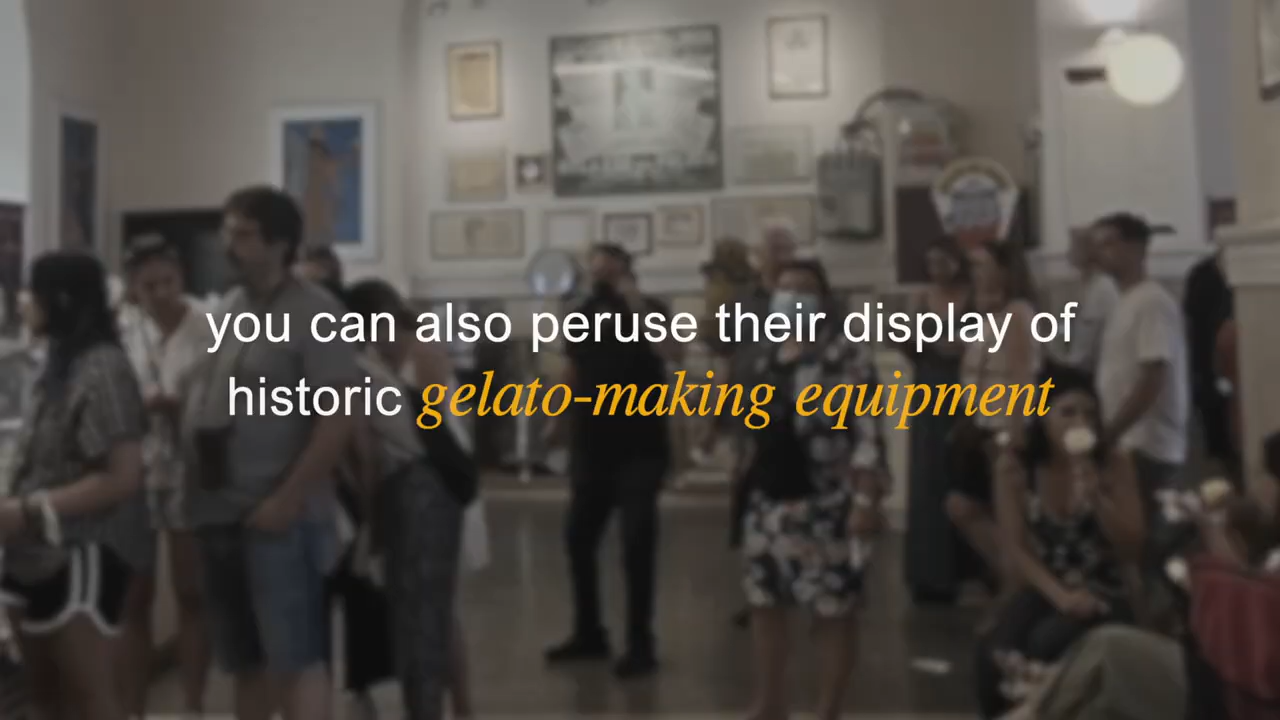 you can also peruse their display of
historic gelato-making equipment